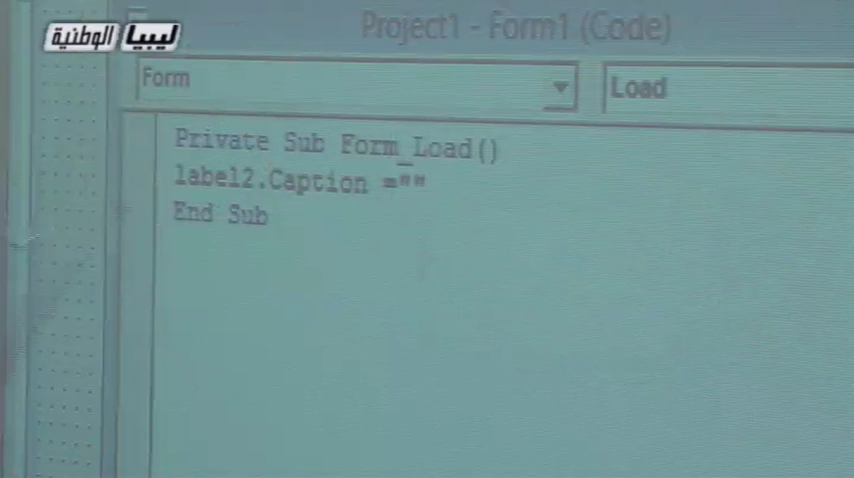 ليبيا الوطنية
Project1 - Form1 (Code)
Form
Load
Private Sub Form_Load()
label2.Caption =""
End Sub